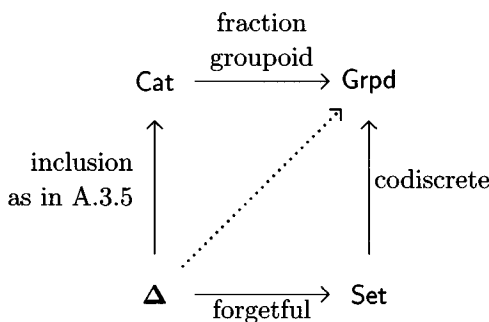 fraction
groupoid
Cat
Grpd
inclusion
as in A.3.5
codiscrete
Δ
Set
forgetful